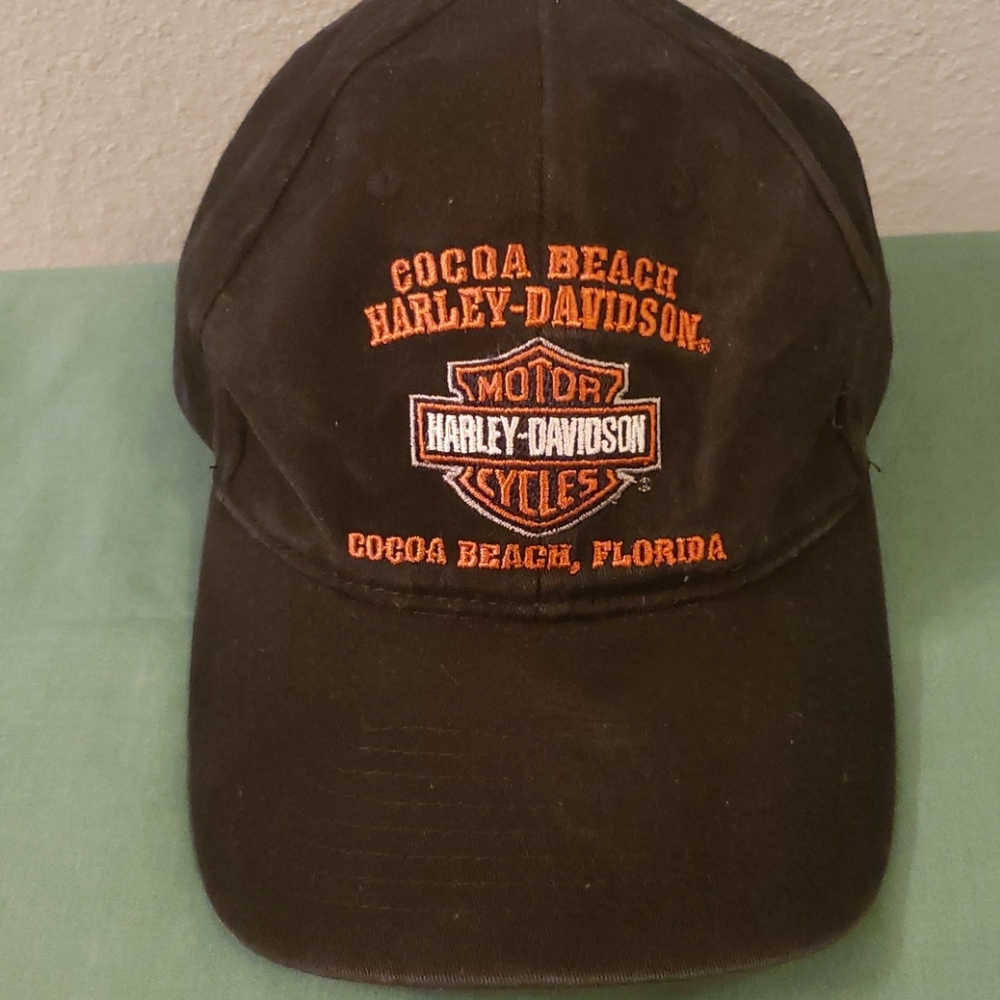 COCOA BEACH
HARLEY-DAVIDSON®
MOTOR
HARLEY-DAVIDSON
CYCLES
®
COCOA BEACH, FLORIDA